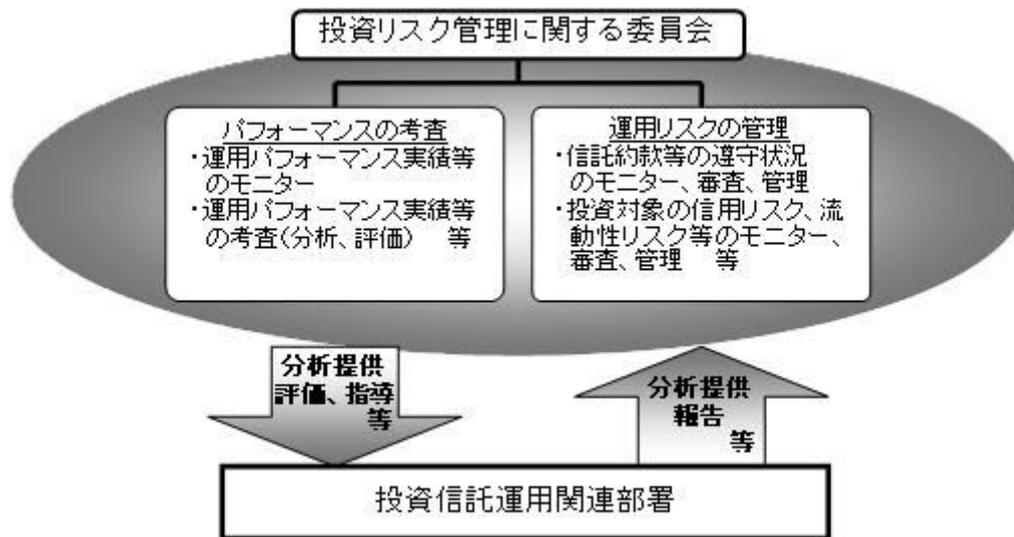 投資リスク管理に関する委員会
パフォーマンスの考査
・運用パフォーマンス実績等
のモニター
・運用パフォーマンス実績等
の考査(分析、評価) 等
運用リスクの管理
・信託約款等の遵守状況
のモニター、審査、管理
・投資対象の信用リスク、流
動性リスク等のモニター、
審査、管理 等
分析提供
評価、指導
等
分析提供
報告
等
投資信託運用関連部署